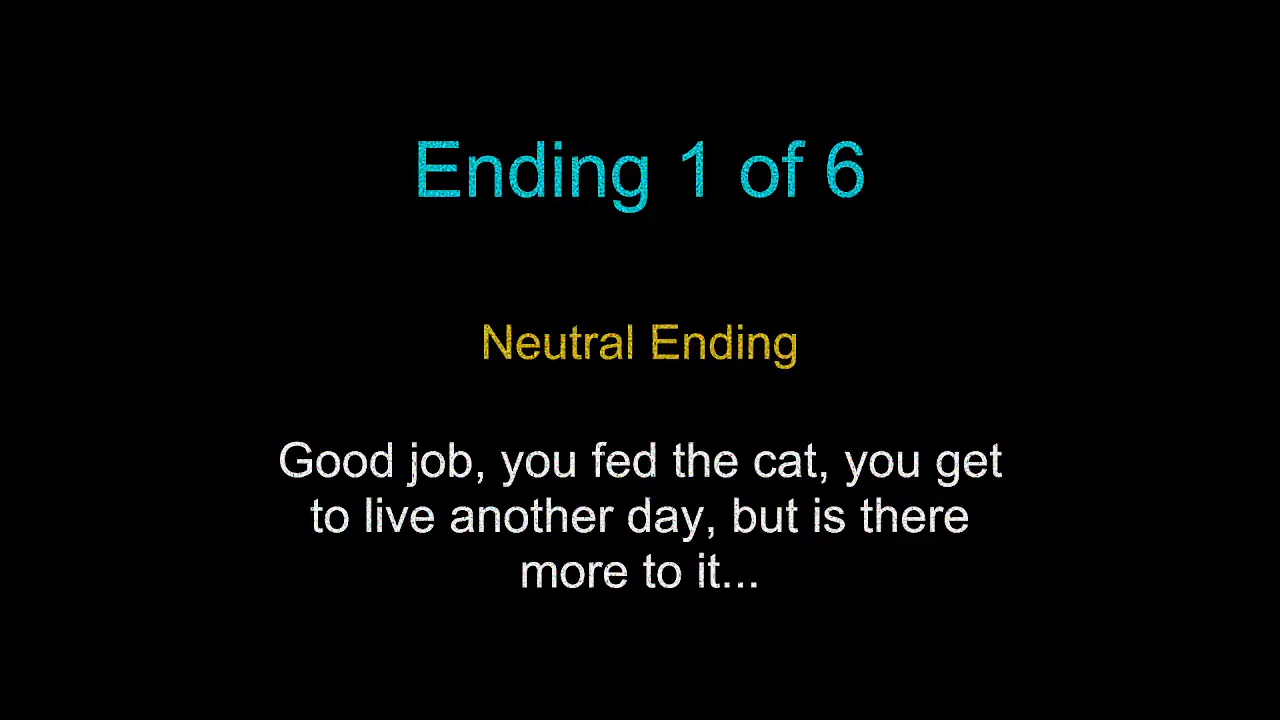 Ending 1 of 6
Neutral Ending
Good job, you fed the cat, you get
to live another day, but is there
more to it...